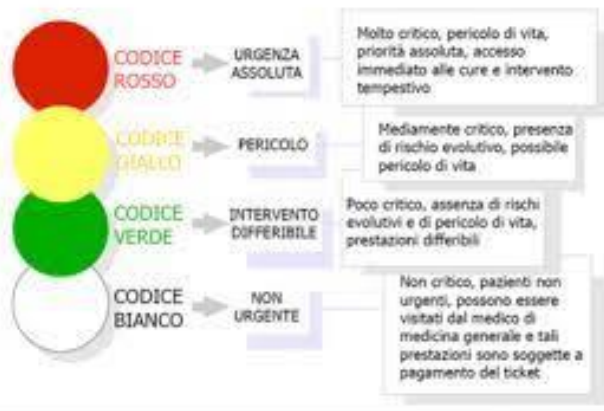 CODICE
ROSSO
URGENZA
ASSOLUTA
Molto critico, pericolo di vita,
priorità assoluta, accesso
immediato alle cure e intervento
tempestivo
CODICE
GIALLO
PERICOLO
Mediamente critico, presenza
di rischio evolutivo, possibile
pericolo di vita
CODICE
VERDE
INTERVENTO
DIFFERIBILE
Poco critico, assenza di rischi
evolutivi e di pericolo di vita,
prestazioni differibili
CODICE
BIANCO
NON
URGENTE
Non critico, pazienti non
urgenti, possono essere
visitati dal medico di
medicina generale e tali
prestazioni sono soggette a
pagamento del ticket